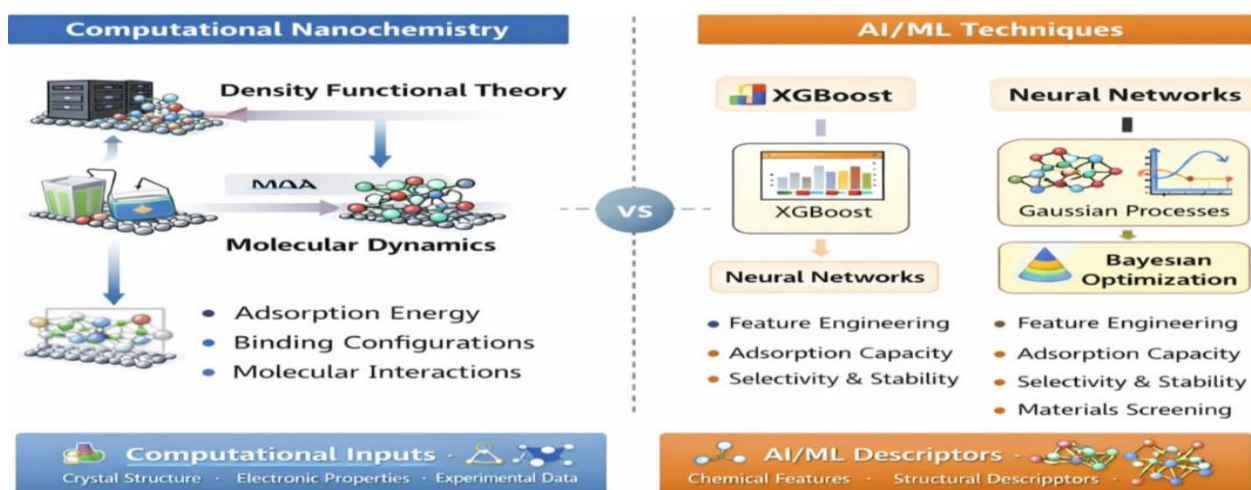 Computational Nanochemistry
Density Functional Theory
Molecular Dynamics
• Adsorption Energy
• Binding Configurations
• Molecular Interactions
Computational Inputs ·
Crystal Structure · Electronic Properties · Experimental Data
VS
AI/ML Techniques
XGBoost
XGBoost
Neural Networks
• Feature Engineering
• Adsorption Capacity
• Selectivity & Stability
Neural Networks
Gaussian Processes
Bayesian
Optimization
• Feature Engineering
• Adsorption Capacity
• Selectivity & Stability
• Materials Screening
AI/ML Descriptors ·
Chemical Features · Structural Descripptors ·